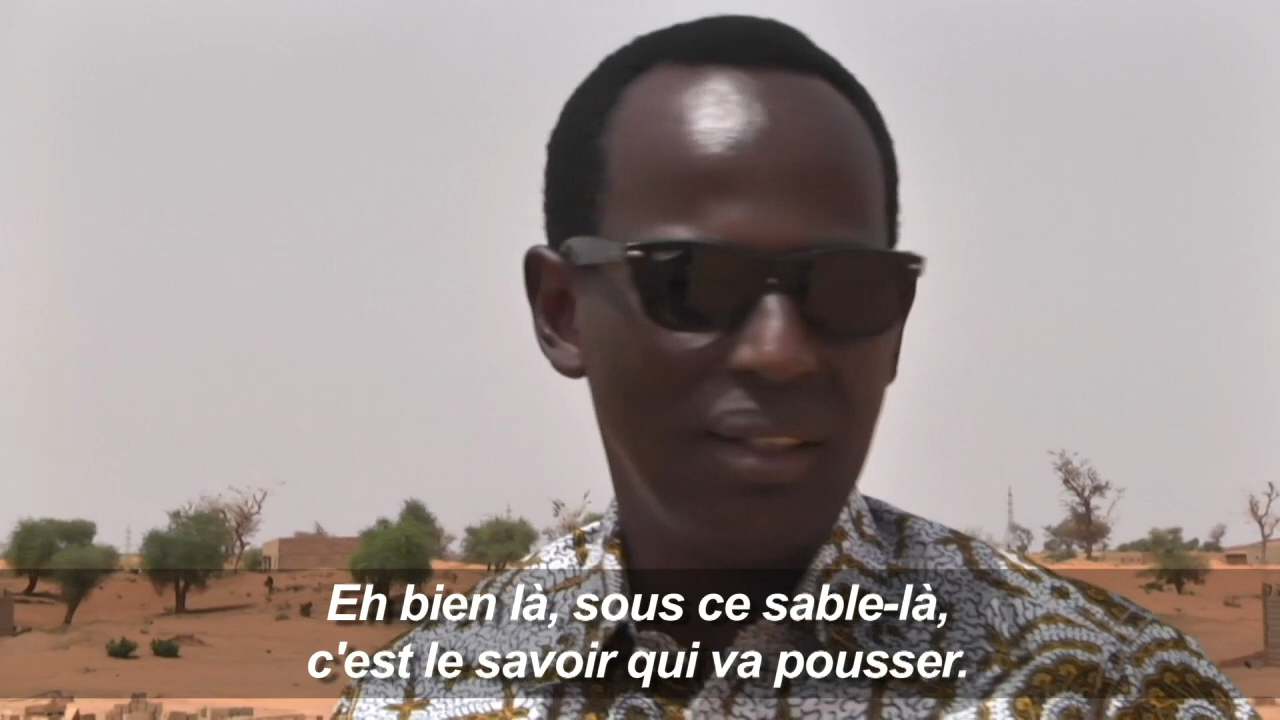 Eh bien là, sous ce sable-là,
c'est le savoir qui va pousser.